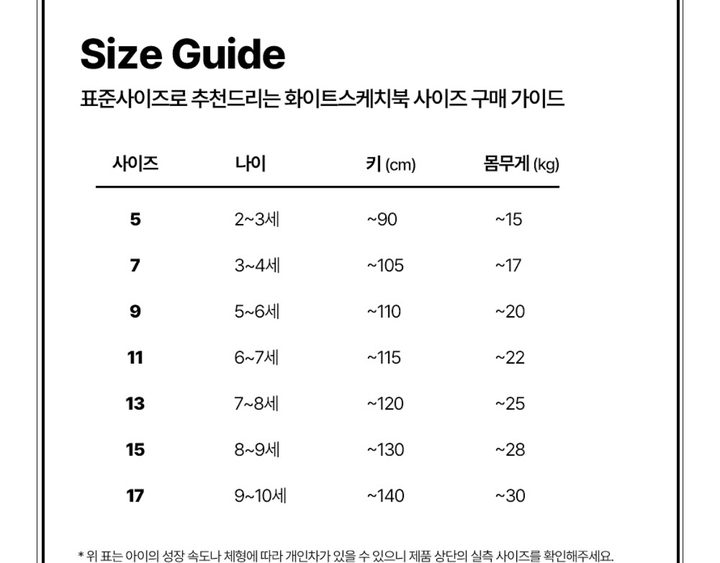 Size Guide
표준사이즈로 추천드리는 화이트스케치북 사이즈 구매 가이드
사이즈 나이 키 (cm) 몸무게 (kg)
5 2~3세 ~90 ~15
7 3~4세 ~105 ~17
9 5~6세 ~110 ~20
11 6~7세 ~115 ~22
13 7~8세 ~120 ~25
15 8~9세 ~130 ~28
17 9~10세 ~140 ~30
* 위 표는 아이의 성장 속도나 체형에 따라 개인차가 있을 수 있으니 제품 상단의 실측 사이즈를 확인해주세요.